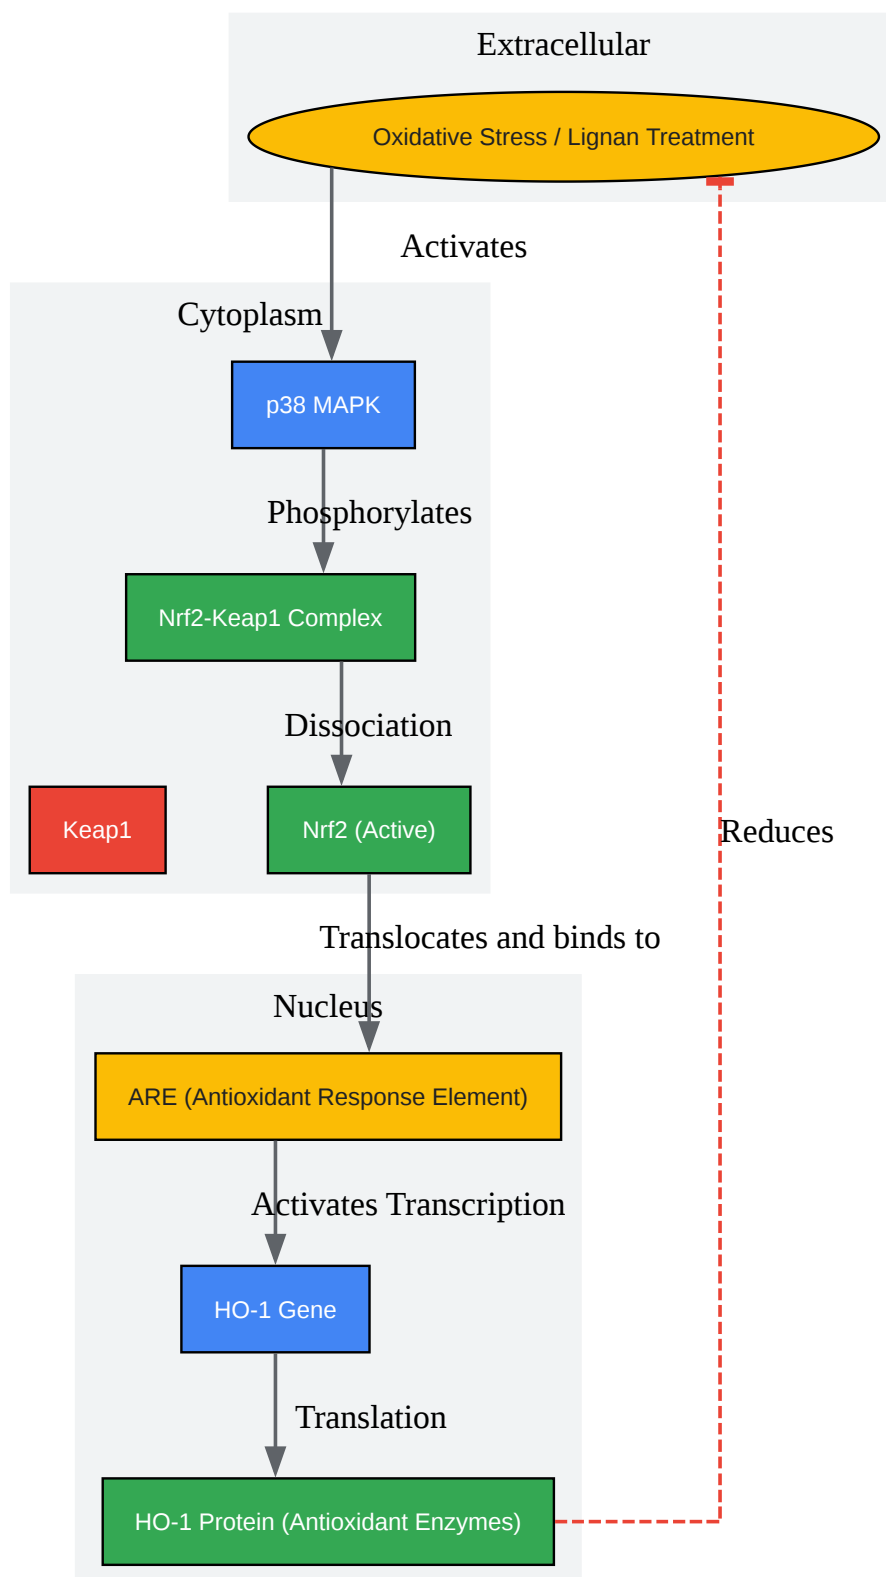 Extracellular
Oxidative Stress / Lignan Treatment
Activates
Cytoplasm
p38 MAPK
Phosphorylates
Nrf2-Keap1 Complex
Dissociation
Keap1
Nrf2 (Active)
Reduces
Translocates and binds to
Nucleus
ARE (Antioxidant Response Element)
Activates Transcription
HO-1 Gene
Translation
HO-1 Protein (Antioxidant Enzymes)